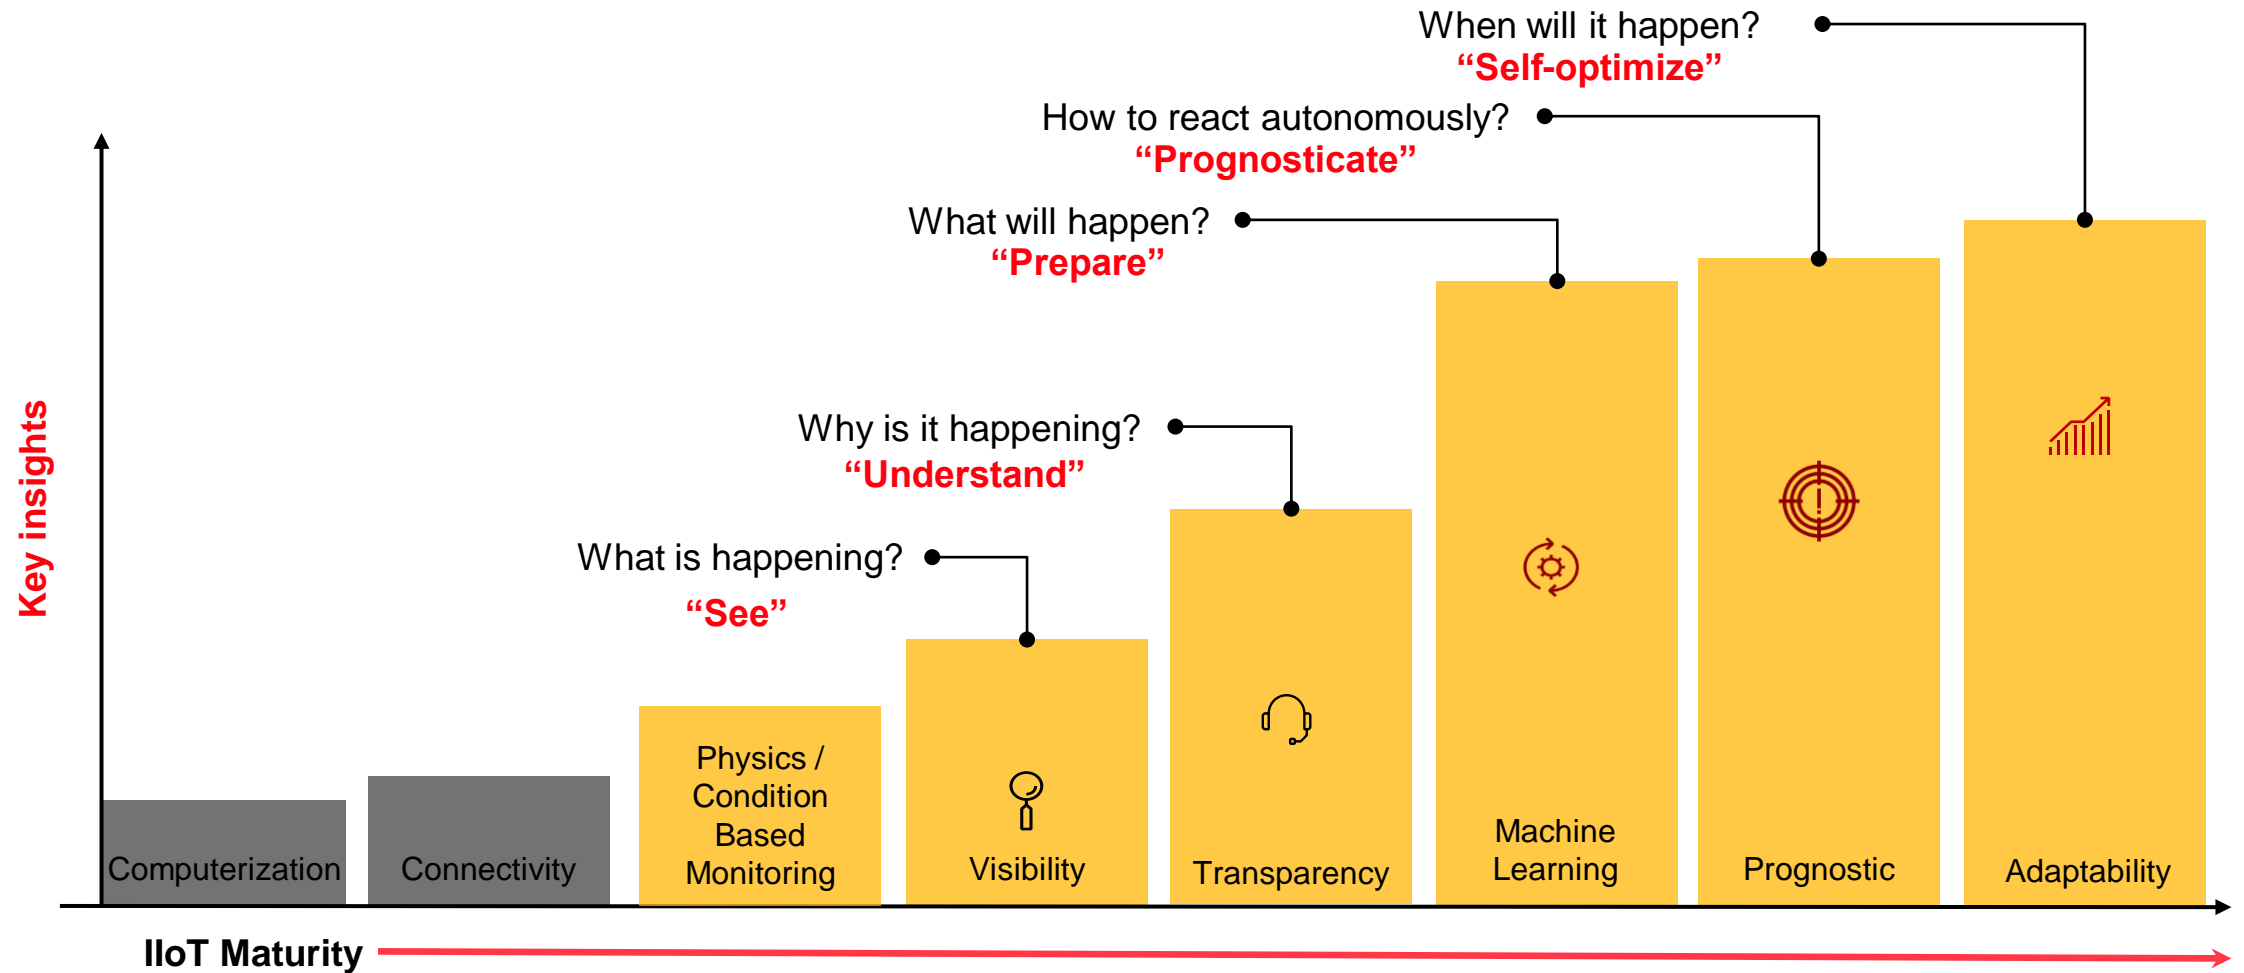 When will it happen?
“Self-optimize”
How to react autonomously?
“Prognosticate”
What will happen?
“Prepare”
Why is it happening?
“Understand”
What is happening?
“See”
Key insights
Computerization
Connectivity
Physics /
Condition
Based
Monitoring
Visibility
Transparency
Machine
Learning
Prognostic
Adaptability
IIoT Maturity